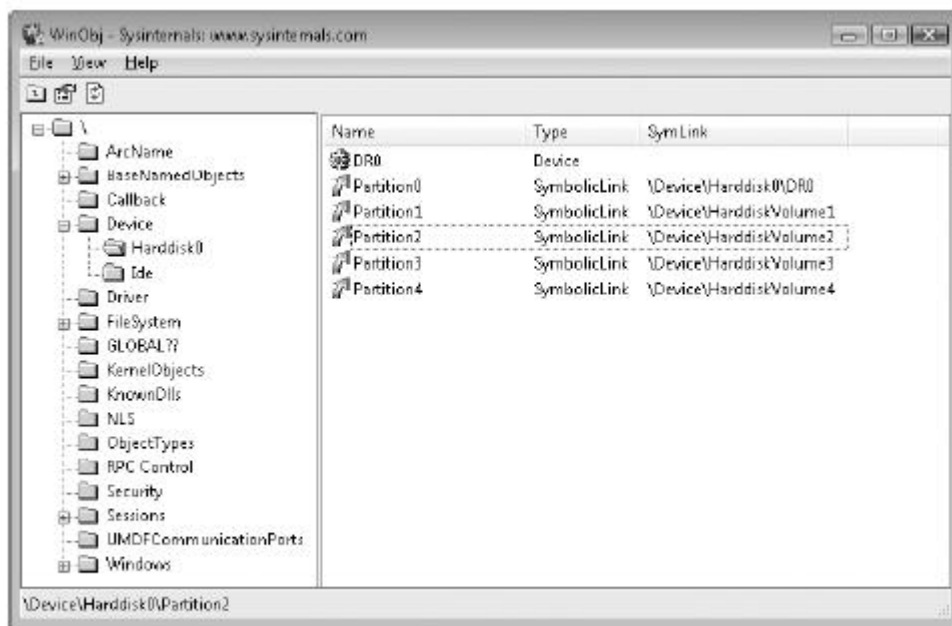 WinObj - Sysinternals: www.sysinternals.com
File View Help
\
ArcName
BaseNamedObjects
Callback
Device
Harddisk0
Ide
Driver
FileSystem
GLOBAL??
KernelObjects
KnownDlls
NLS
ObjectTypes
RPC Control
Security
Sessions
UMDFCommunicationPorts
Windows
Name Type SymLink
DR0 Device
Partition0 SymbolicLink \Device\Harddisk0\DR0
Partition1 SymbolicLink \Device\HarddiskVolume1
Partition2 SymbolicLink \Device\HarddiskVolume2
Partition3 SymbolicLink \Device\HarddiskVolume3
Partition4 SymbolicLink \Device\HarddiskVolume4
\Device\Harddisk0\Partition2